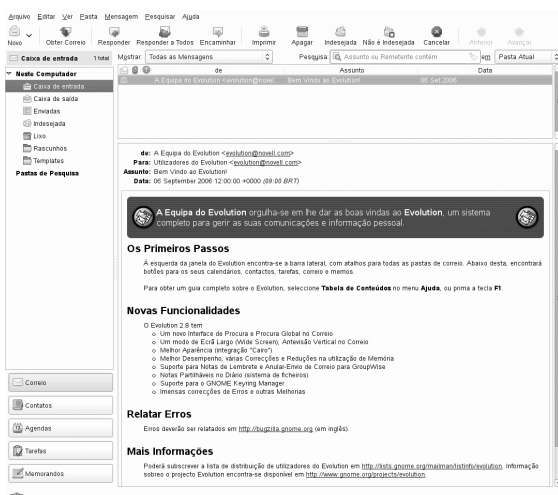 Arquivo Editar Ver Pasta Mensagem Pesquisar Ajuda
Novo Obter Correio Responder Responder a Todos Encaminhar Imprimir Apagar Indesejada Não é Indesejada Cancelar Anterior Avançar
Caixa de entrada 1 total Mostrar: Todas as Mensagens Pesquisa: Assunto ou Remetente contém em Pasta Atual
Neste Computador
Caixa de entrada
Caixa de saída
Enviadas
Indesejada
Lixo
Rascunhos
Templates
Pastas de Pesquisa
de Assunto Data
A Equipa do Evolution <evolution@novel... Bem Vindo ao Evolution! 06 Set 2006
de: A Equipa do Evolution <evolution@novell.com>
Para: Utilizadores do Evolution <evolution@novell.com>
Assunto: Bem Vindo ao Evolution!
Data: 06 September 2006 12:00:00 +0000 (09:00 BRT)
A Equipa do Evolution orgulha-se em lhe dar as boas vindas ao Evolution, um sistema
completo para gerir as suas comunicações e informação pessoal.
Os Primeiros Passos
À esquerda da janela do Evolution encontra-se a barra lateral, com atalhos para todas as pastas de correio. Abaixo desta, encontrará
botões para os seus calendários, contactos, tarefas, correio e memos.
Para obter um guia completo sobre o Evolution, seleccione Tabela de Conteúdos no menu Ajuda, ou prima a tecla F1.
Novas Funcionalidades
O Evolution 2.8 tem
Um novo Interface de Procura e Procura Global no Correio
Um modo de Ecrã Largo (Wide Screen), Antevisão Vertical no Correio
Melhor Aparência (integração "Cairo")
Melhor Desempenho, várias Correcções e Reduções na utilização de Memória
Suporte para Notas de Lembrete e Anular-Envio de Correio para GroupWise
Notas Partilháveis no Diário (sistema de ficheiros)
Suporte para o GNOME Keyring Manager
Imensas correcções de Erros e outras Melhorias
Relatar Erros
Erros deverão ser relatados em http://bugzilla.gnome.org (em inglês).
Mais Informações
Poderá subscrever a lista de distribuição de utilizadores do Evolution em http://lists.gnome.org/mailman/listinfo/evolution. Informação
sobre o projecto Evolution encontra-se disponível em http://www.gnome.org/projects/evolution.
Correio
Contatos
Agendas
Tarefas
Memorandos